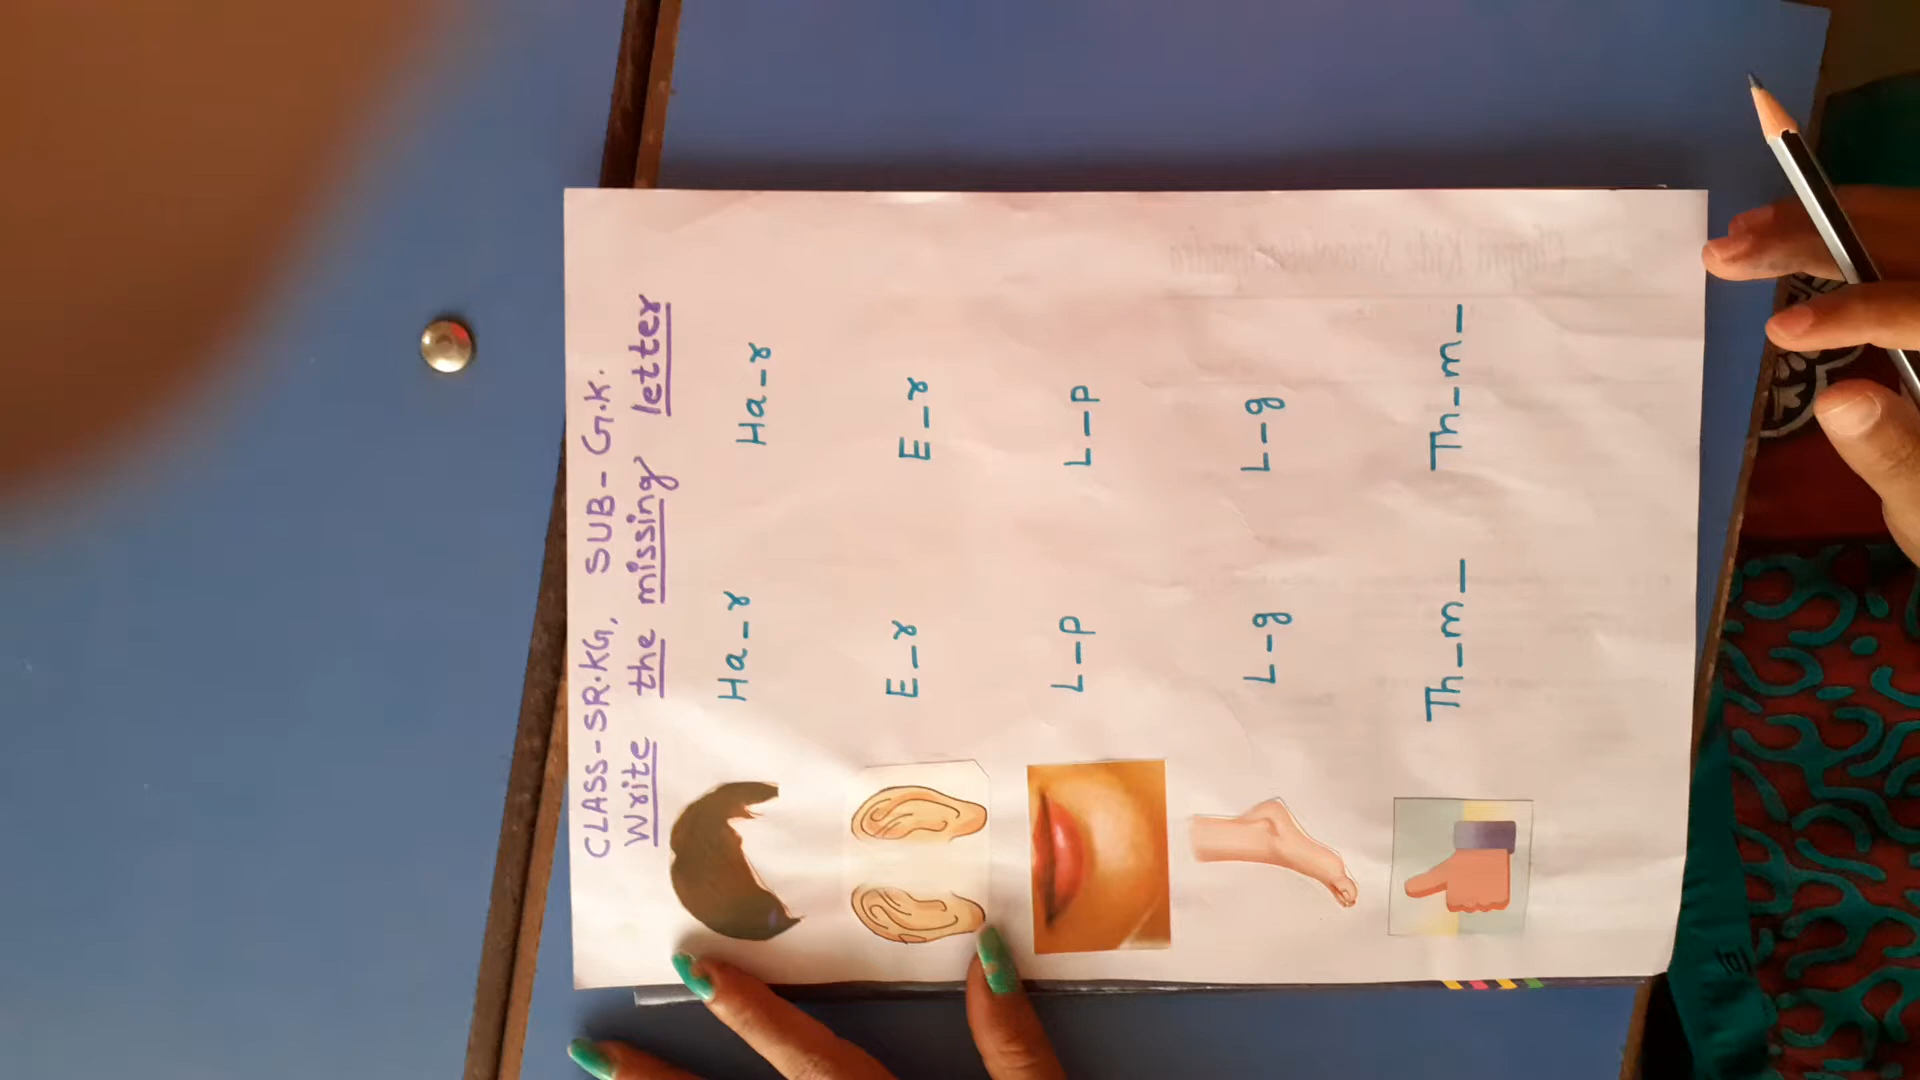 CLASS-SR.KG, SUB- G.K.
Write the missing letter
Ha_r Ha_r
E_r E_r
L_p L_p
L_g L_g
Th_m_ Th_m_